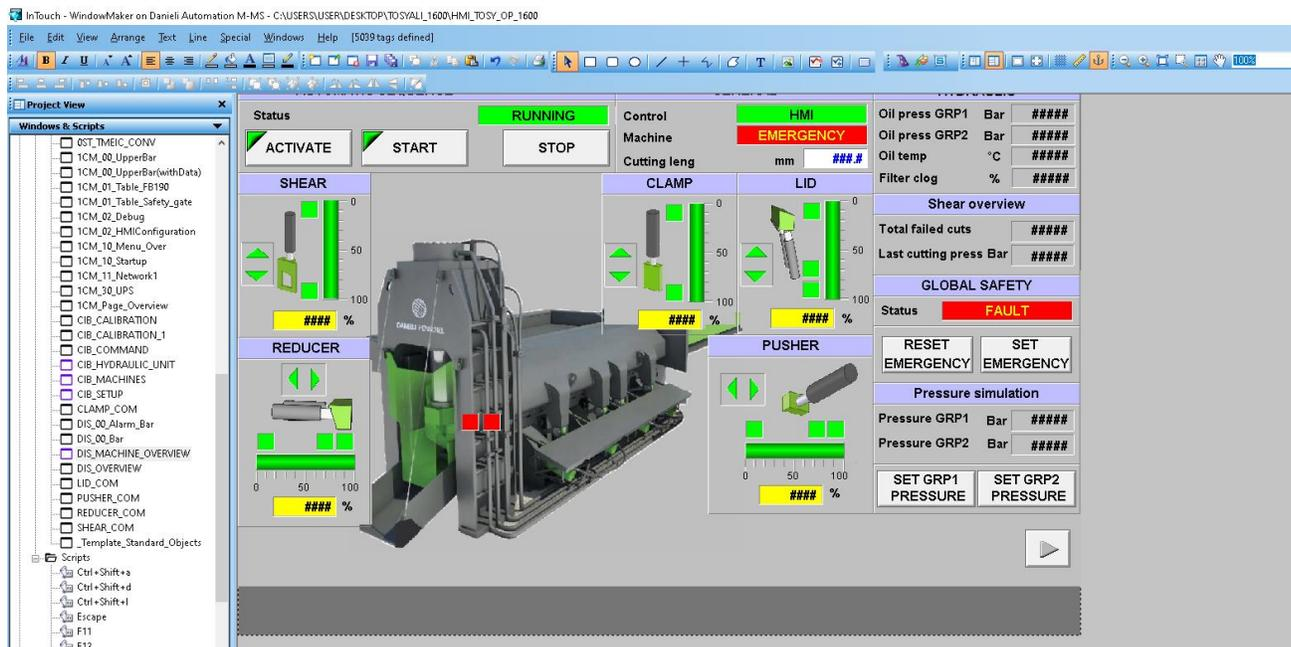 InTouch - WindowMaker on Danieli Automation M-MS - C:\USERS\USER\DESKTOP\TOSYALI_1600\HMI_TOSY_OP_1600
File Edit View Arrange Text Line Special Windows Help [5039 tags defined]
B I U A A T 100%
Project View x
Windows & Scripts
0ST_TMEIC_CONV
1CM_00_UpperBar
1CM_00_UpperBar(withData)
1CM_01_Table_FB190
1CM_01_Table_Safety_gate
1CM_02_Debug
1CM_02_HMIConfiguration
1CM_10_Menu_Over
1CM_10_Startup
1CM_11_Network1
1CM_30_UPS
1CM_Page_Overview
CIB_CALIBRATION
CIB_CALIBRATION_1
CIB_COMMAND
CIB_HYDRAULIC_UNIT
CIB_MACHINES
CIB_SETUP
CLAMP_COM
DIS_00_Alarm_Bar
DIS_00_Bar
DIS_MACHINE_OVERVIEW
DIS_OVERVIEW
LID_COM
PUSHER_COM
REDUCER_COM
SHEAR_COM
_Template_Standard_Objects
Scripts
Ctrl+Shift+a
Ctrl+Shift+d
Ctrl+Shift+l
Escape
F11
F12
Status RUNNING
ACTIVATE START STOP
Control HMI
Machine EMERGENCY
Cutting leng mm ###.#
Oil press GRP1 Bar #####
Oil press GRP2 Bar #####
Oil temp °C #####
Filter clog % #####
SHEAR
0
50
100
#### %
CLAMP
0
50
100
#### %
LID
0
50
100
#### %
Shear overview
Total failed cuts #####
Last cutting press Bar #####
GLOBAL SAFETY
Status FAULT
RESET EMERGENCY
SET EMERGENCY
REDUCER
0 50 100
#### %
DANIELI
PUSHER
0 50 100
#### %
Pressure simulation
Pressure GRP1 Bar #####
Pressure GRP2 Bar #####
SET GRP1 PRESSURE
SET GRP2 PRESSURE